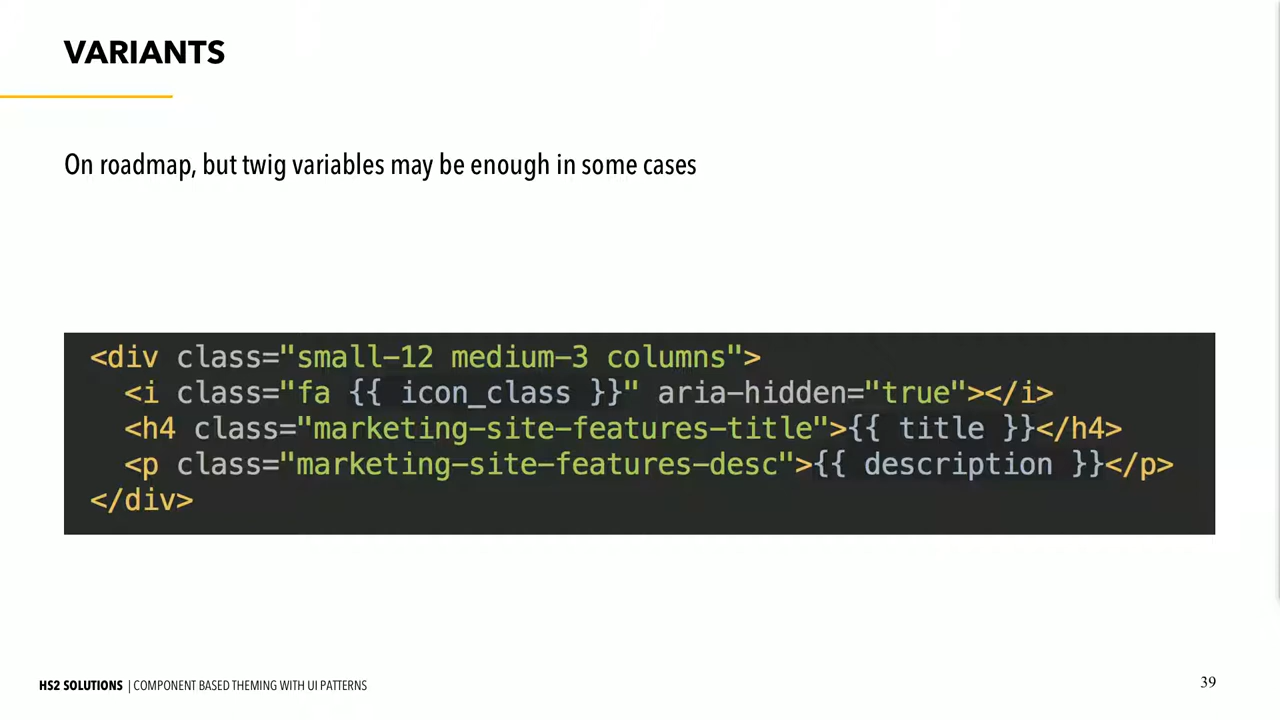 VARIANTS
On roadmap, but twig variables may be enough in some cases
<div class="small-12 medium-3 columns">
  <i class="fa {{ icon_class }}" aria-hidden="true"></i>
  <h4 class="marketing-site-features-title">{{ title }}</h4>
  <p class="marketing-site-features-desc">{{ description }}</p>
</div>
HS2 SOLUTIONS | COMPONENT BASED THEMING WITH UI PATTERNS
39